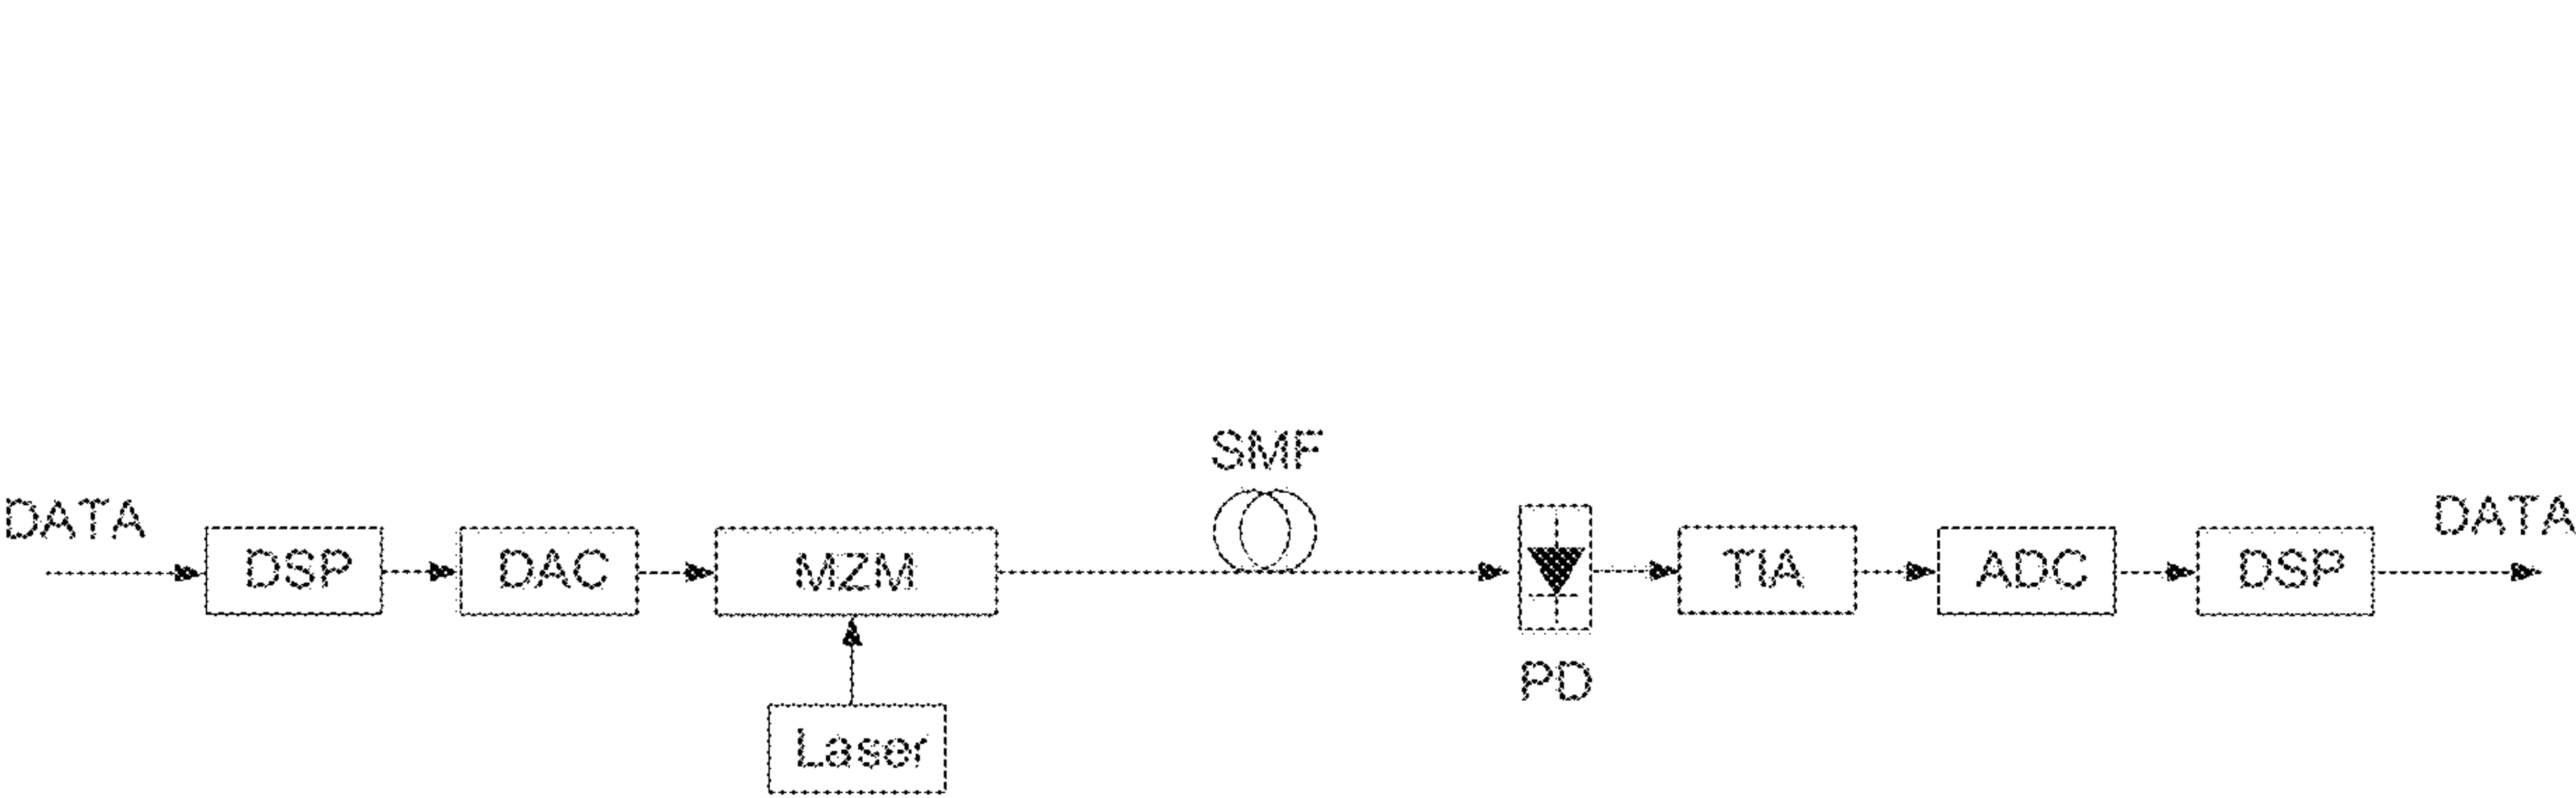 SMF
DATA
DSP
DAC
MZM
TIA
ADC
DSP
DATA
PD
Laser